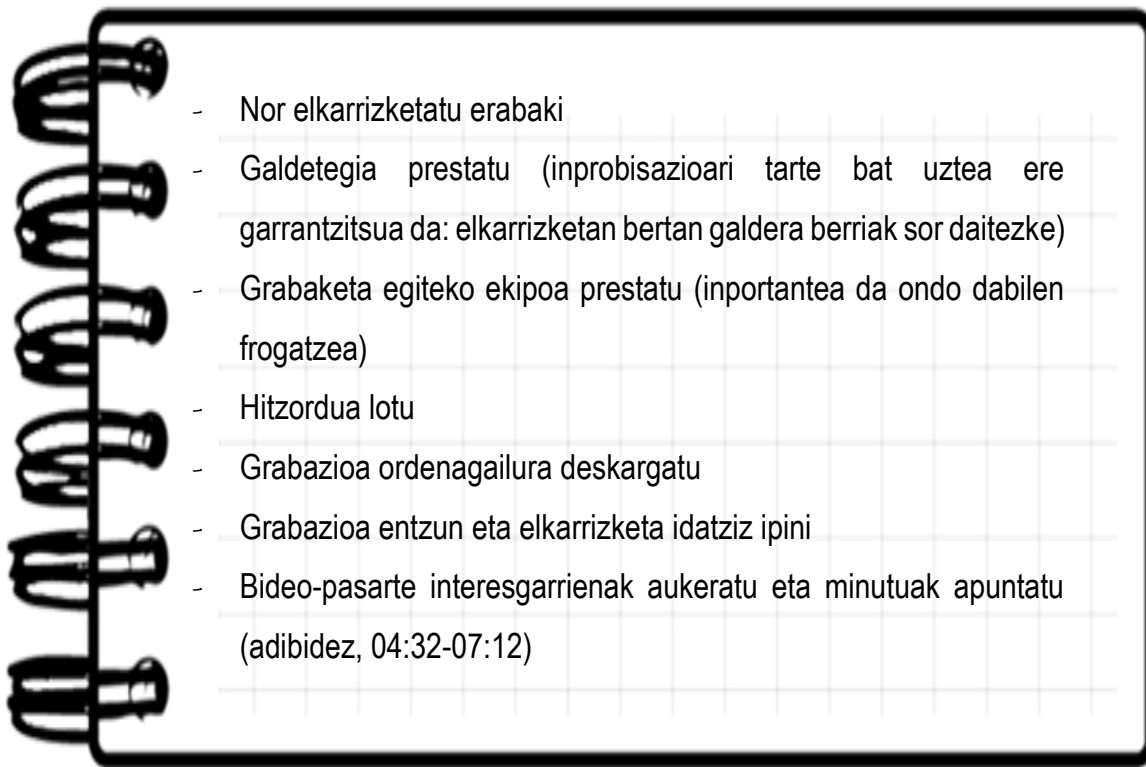 - Nor elkarrizketatu erabaki
- Galdetegia prestatu (inprobisazioari tarte bat uztea ere
garrantzitsua da: elkarrizketan bertan galdera berriak sor daitezke)
- Grabaketa egiteko ekipoa prestatu (inportantea da ondo dabilen
frogatzea)
- Hitzordua lotu
- Grabazioa ordenagailura deskargatu
- Grabazioa entzun eta elkarrizketa idatziz ipini
- Bideo-pasarte interesgarrienak aukeratu eta minutuak apuntatu
(adibidez, 04:32-07:12)